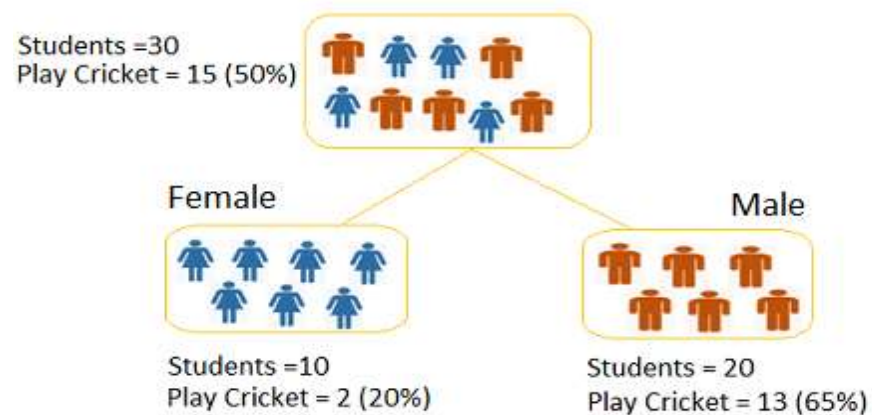 Students =30
Play Cricket = 15 (50%)
Female
Male
Students =10
Play Cricket = 2 (20%)
Students = 20
Play Cricket = 13 (65%)